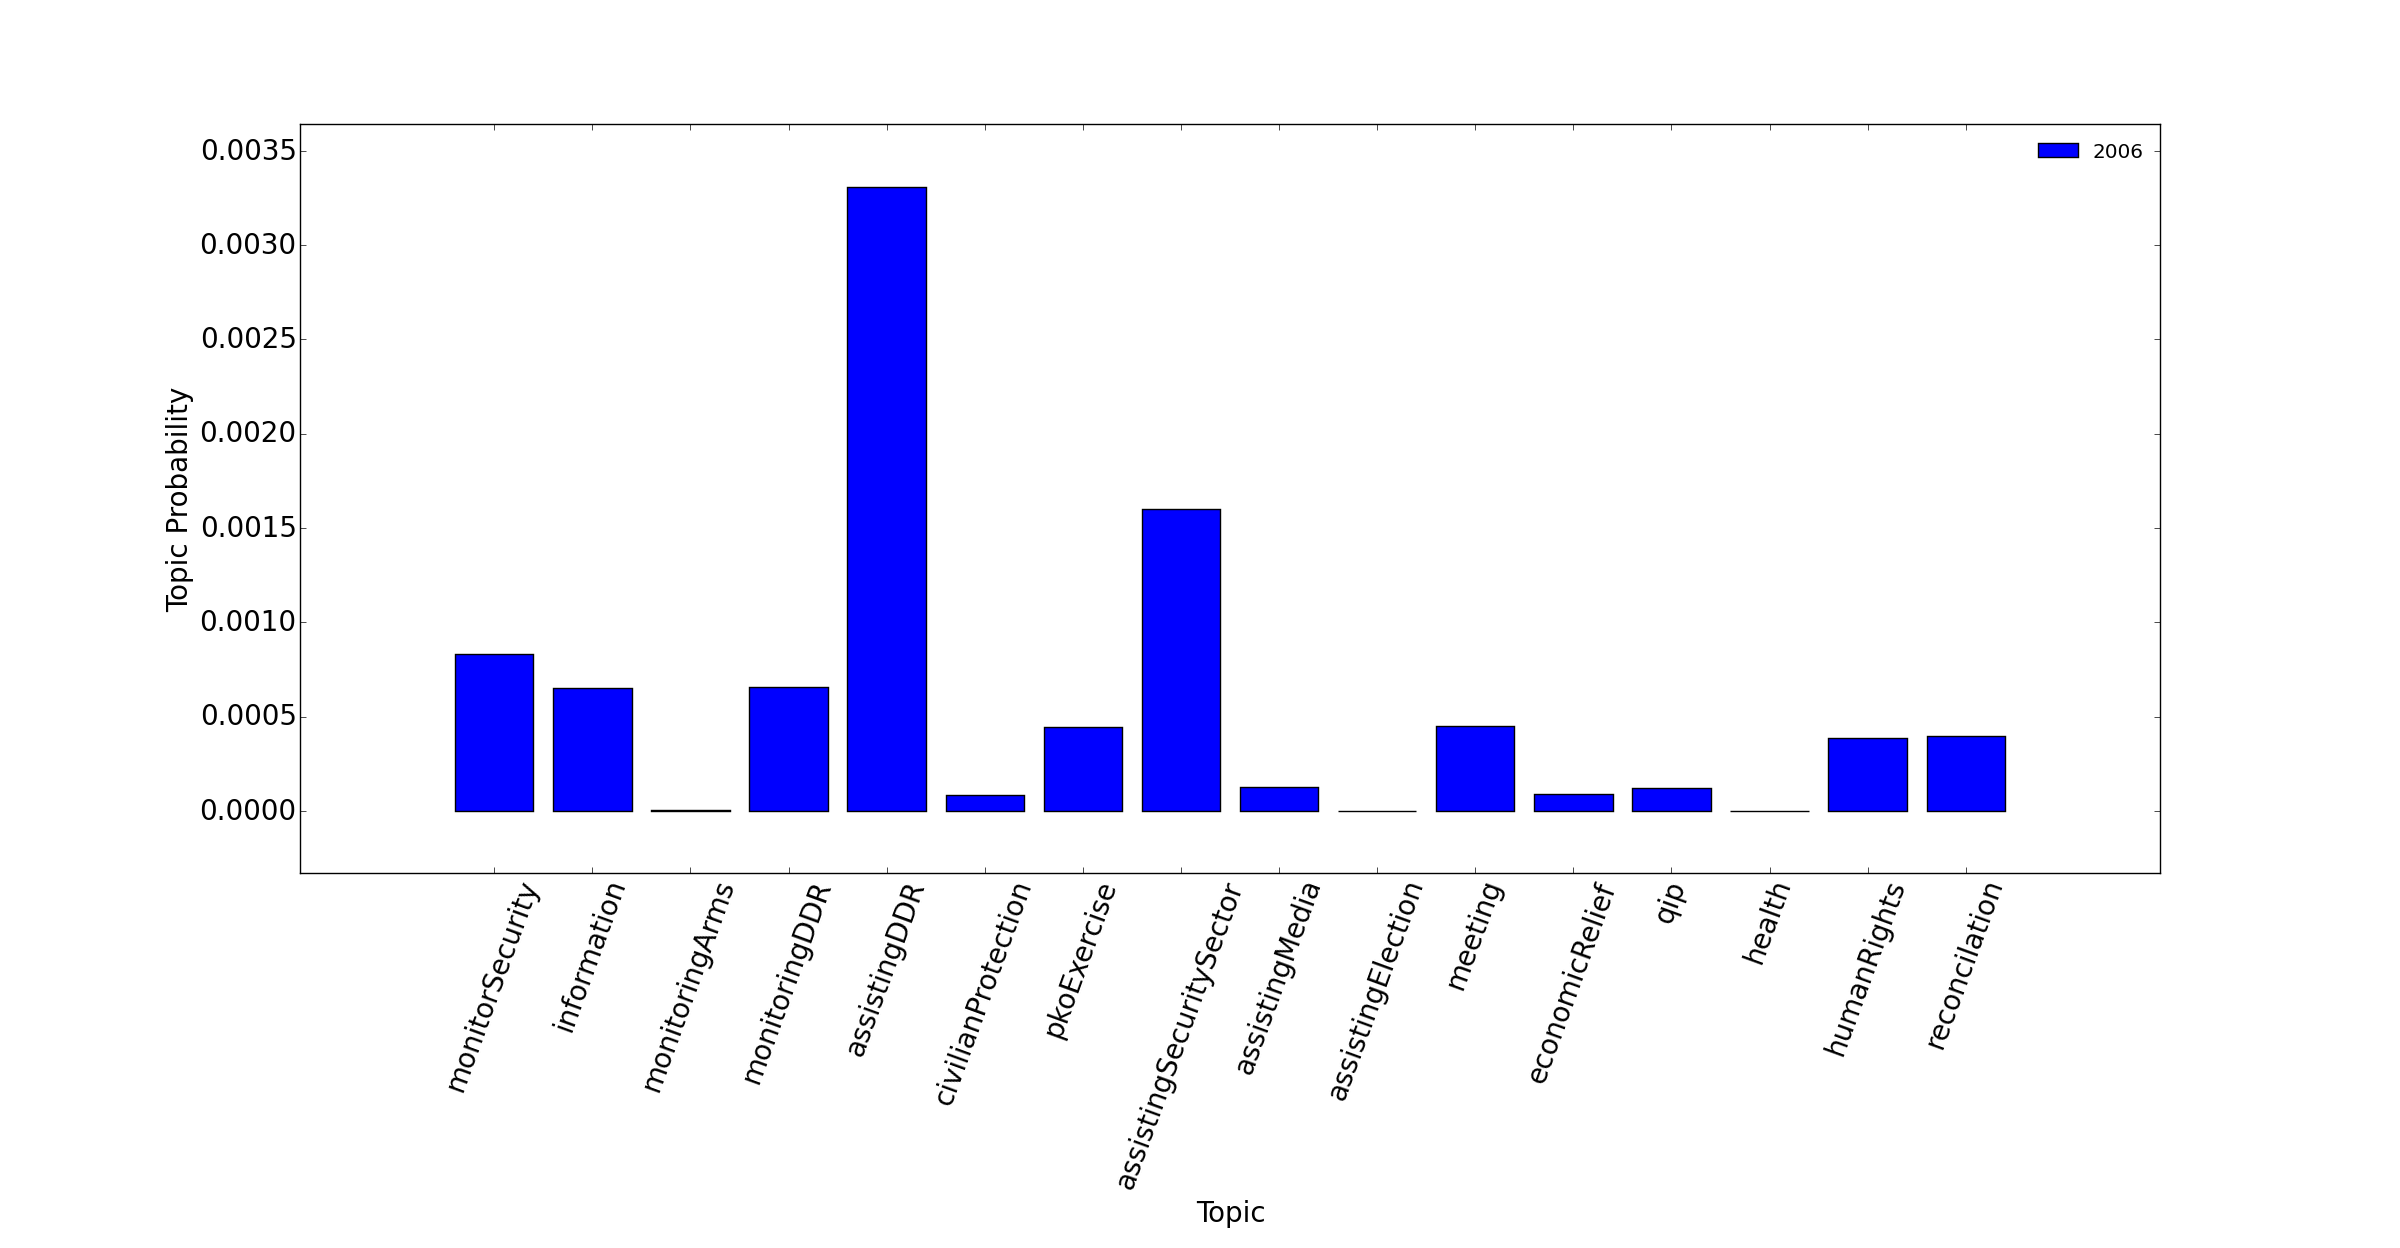 2006
Topic Probability
0.0035
0.0030
0.0025
0.0020
0.0015
0.0010
0.0005
0.0000
monitorSecurity
information
monitoringArms
monitoringDDR
assistingDDR
civilianProtection
pkoExercise
assistingSecuritySector
assistingMedia
assistingElection
meeting
economicRelief
qip
health
humanRights
reconcilation
Topic